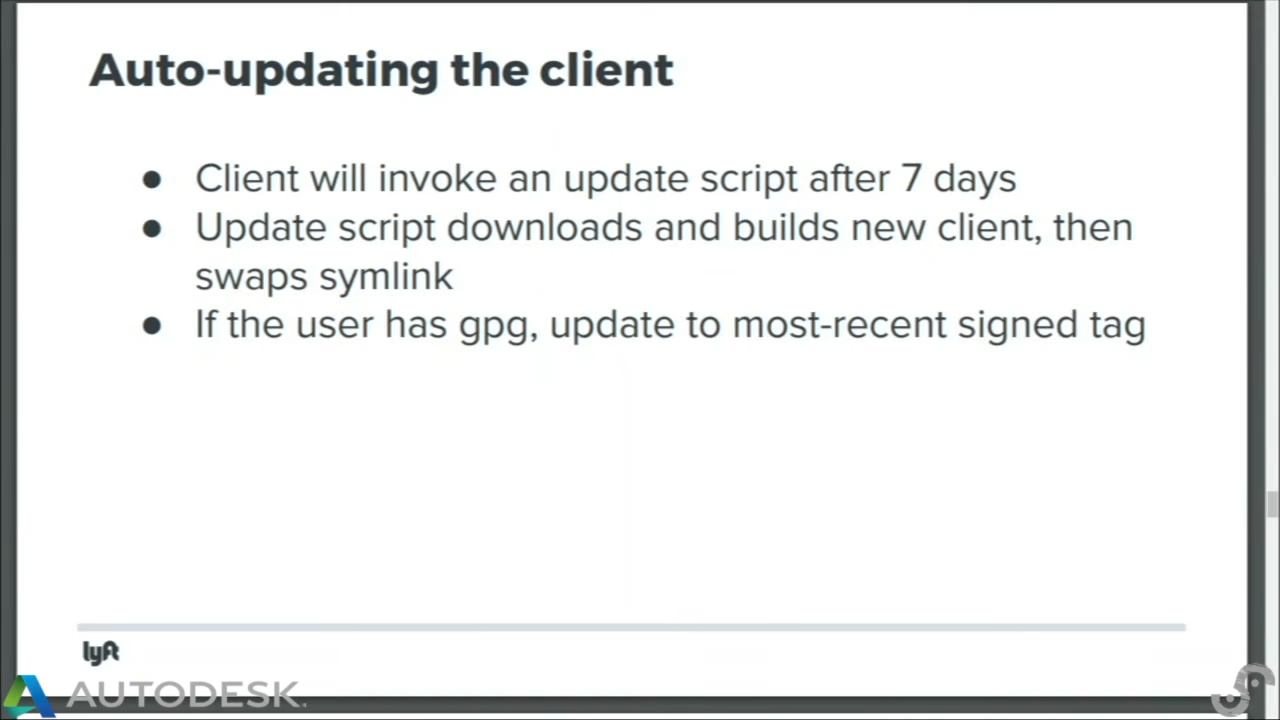 Auto-updating the client
● Client will invoke an update script after 7 days
● Update script downloads and builds new client, then
swaps symlink
● If the user has gpg, update to most-recent signed tag
lyft
AUTODESK.